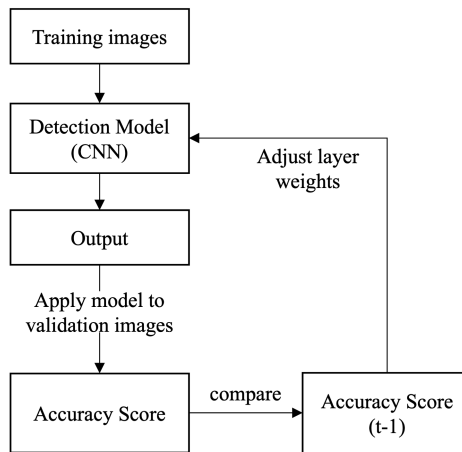 Training images
Detection Model
(CNN)
Adjust layer
weights
Output
Apply model to
validation images
Accuracy Score
compare
Accuracy Score
(t-1)